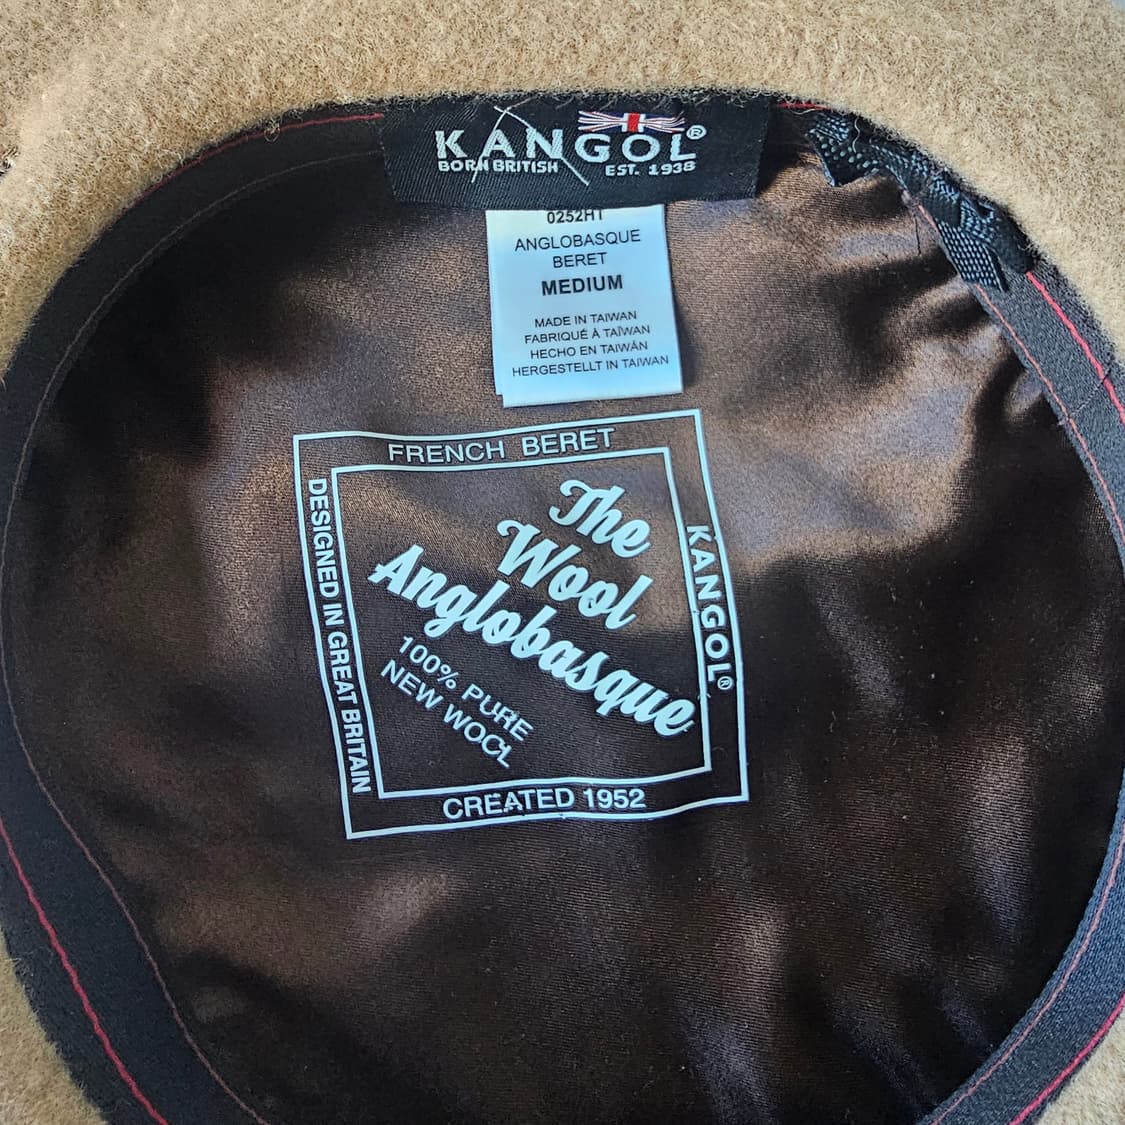 KANGOL®
BORN BRITISH EST. 1938
0252HT
ANGLOBASQUE
BERET
MEDIUM
MADE IN TAIWAN
FABRIQUÉ À TAÏWAN
HECHO EN TAIWÁN
HERGESTELLT IN TAIWAN
FRENCH BERET
DESIGNED IN GREAT BRITAIN
The
Wool
Anglobasque
100% PURE
NEW WOOL
KANGOL®
CREATED 1952